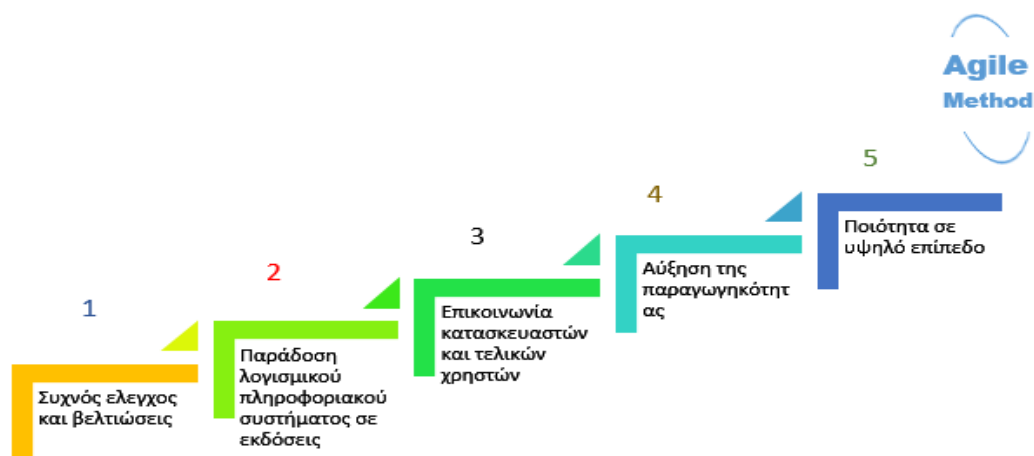 Agile
Method
1
Συχνός ελεγχος
και βελτιώσεις
2
Παράδοση
λογισμικού
πληροφοριακού
συστήματος σε
εκδόσεις
3
Επικοινωνία
κατασκευαστών
και τελικών
χρηστών
4
Αύξηση της
παραγωγηκότητ
ας
5
Ποιότητα σε
υψηλό επίπεδο